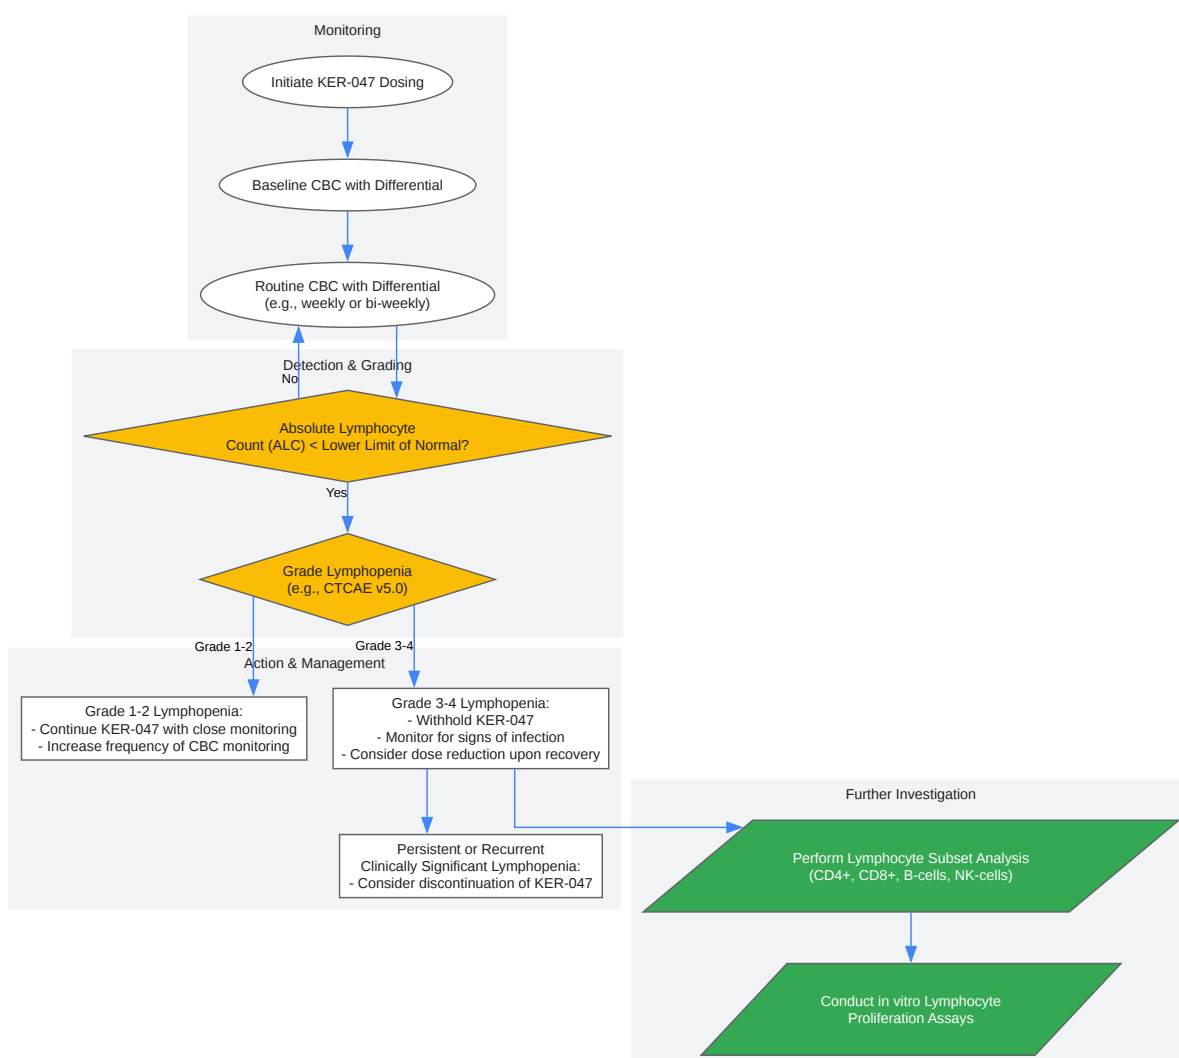 Monitoring
Initiate KER-047 Dosing
Baseline CBC with Differential
Routine CBC with Differential
(e.g., weekly or bi-weekly)
Detection & Grading
No
Absolute Lymphocyte
Count (ALC) < Lower Limit of Normal?
Yes
Grade Lymphopenia
(e.g., CTCAE v5.0)
Grade 1-2
Grade 3-4
Action & Management
Grade 1-2 Lymphopenia:
- Continue KER-047 with close monitoring
- Increase frequency of CBC monitoring
Grade 3-4 Lymphopenia:
- Withhold KER-047
- Monitor for signs of infection
- Consider dose reduction upon recovery
Persistent or Recurrent
Clinically Significant Lymphopenia:
- Consider discontinuation of KER-047
Further Investigation
Perform Lymphocyte Subset Analysis
(CD4+, CD8+, B-cells, NK-cells)
Conduct in vitro Lymphocyte
Proliferation Assays